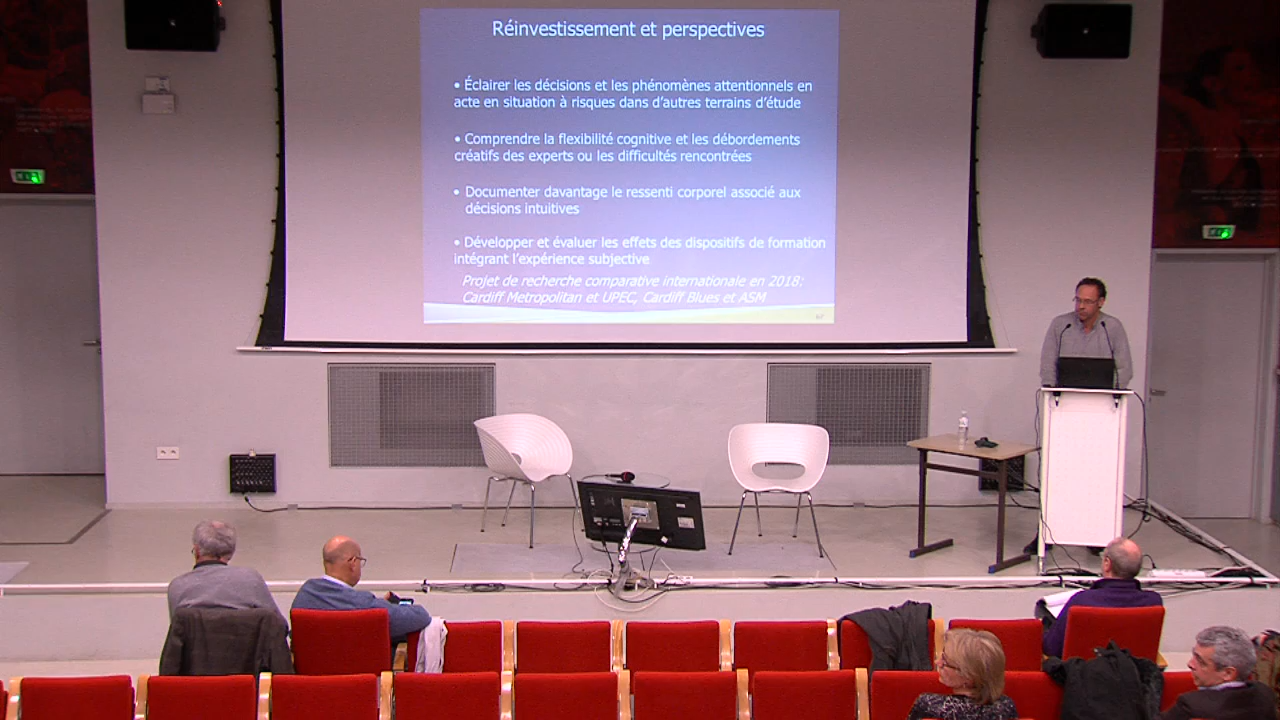 Réinvestissement et perspectives
• Éclairer les décisions et les phénomènes attentionnels en
acte en situation à risques dans d'autres terrains d'étude
• Comprendre la flexibilité cognitive et les débordements
créatifs des experts ou les difficultés rencontrées
• Documenter davantage le ressenti corporel associé aux
décisions intuitives
• Développer et évaluer les effets des dispositifs de formation
intégrant l'expérience subjective
Projet de recherche comparative internationale en 2018:
Cardiff Metropolitan et UPEC, Cardiff Blues et ASM